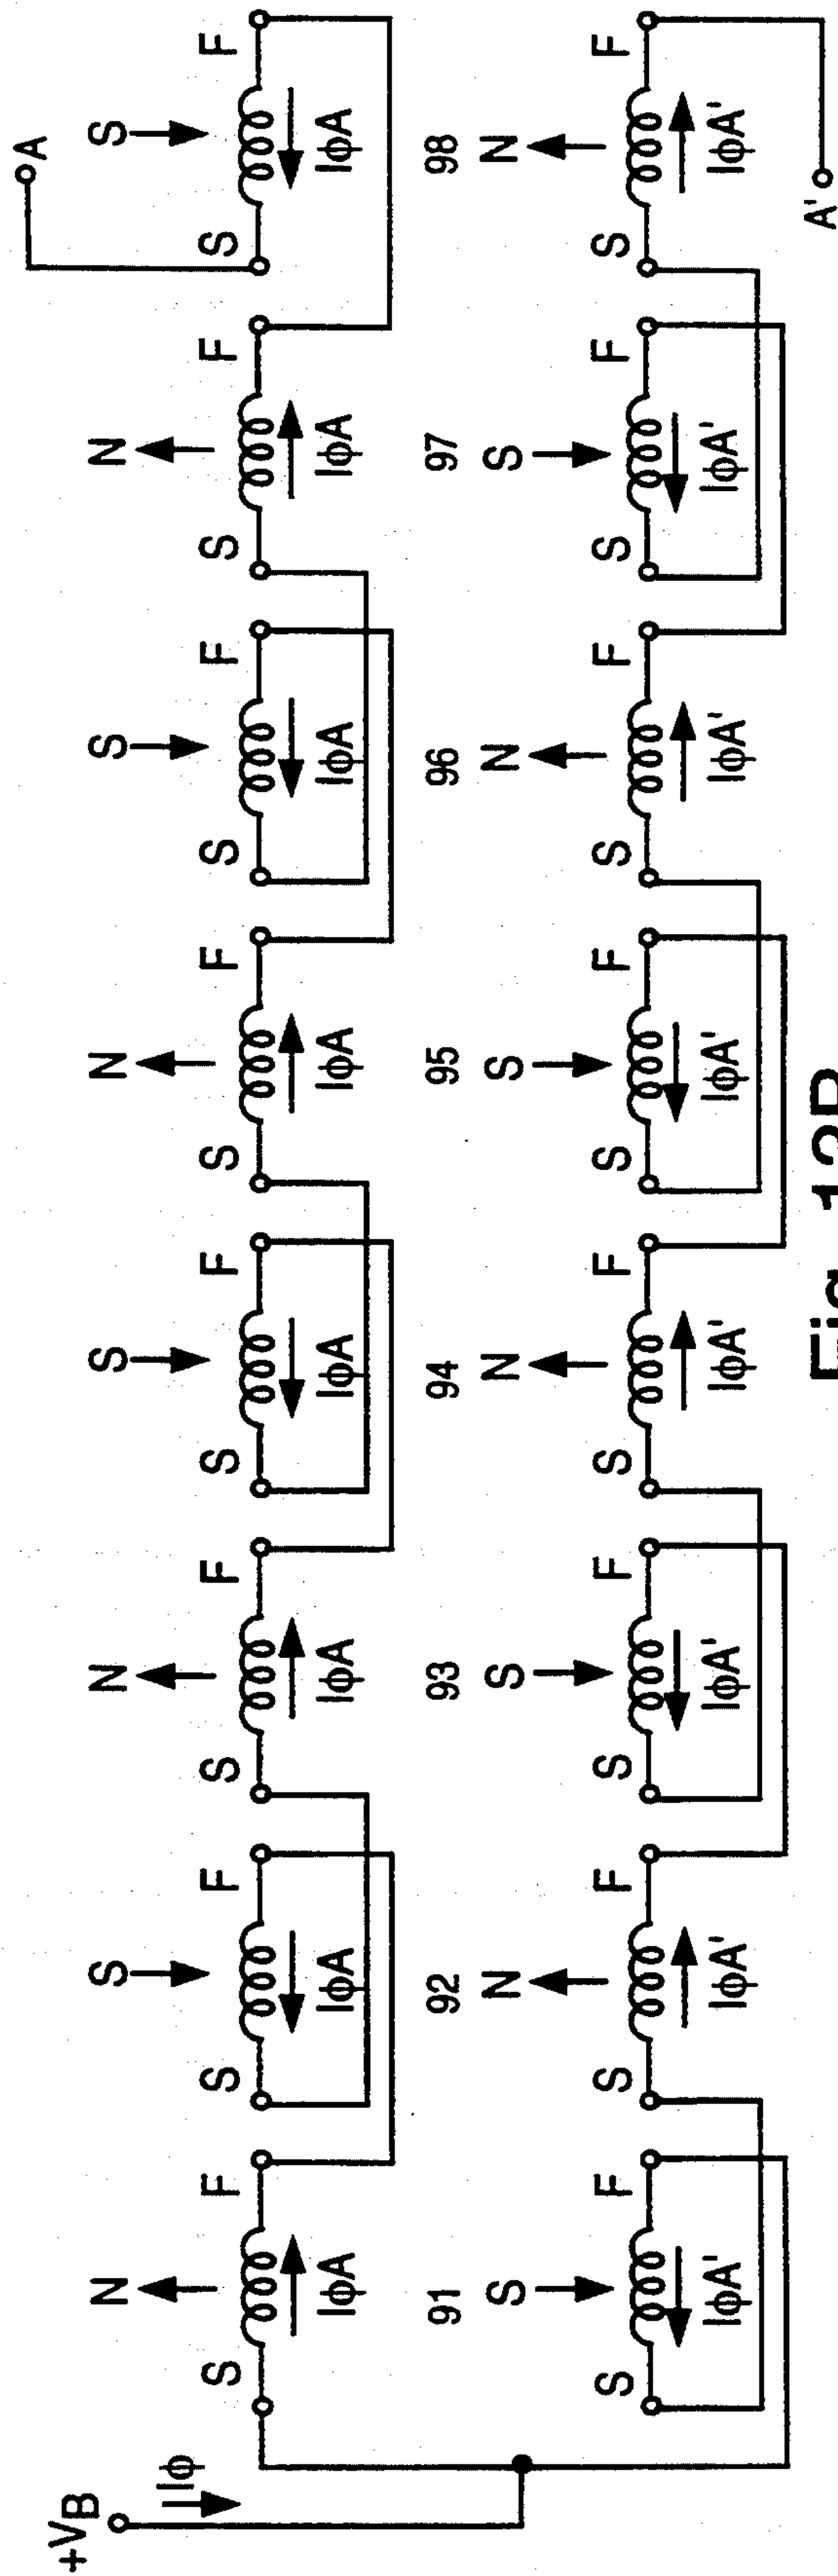 A
+VB N S N S N S N S
Iϕ
S F S F S F S F S F S F S F S F
IϕA IϕA IϕA IϕA IϕA IϕA IϕA IϕA
91 92 93 94 95 96 97 98
S N S N S N S N
S F S F S F S F S F S F S F S F
IϕA' IϕA' IϕA' IϕA' IϕA' IϕA' IϕA' IϕA'
A'
Fig.